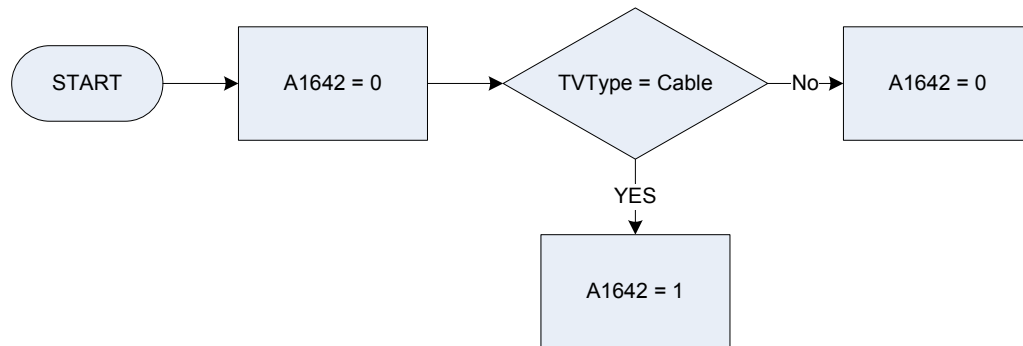 START
A1642 = 0
TVType = Cable
No
A1642 = 0
YES
A1642 = 1